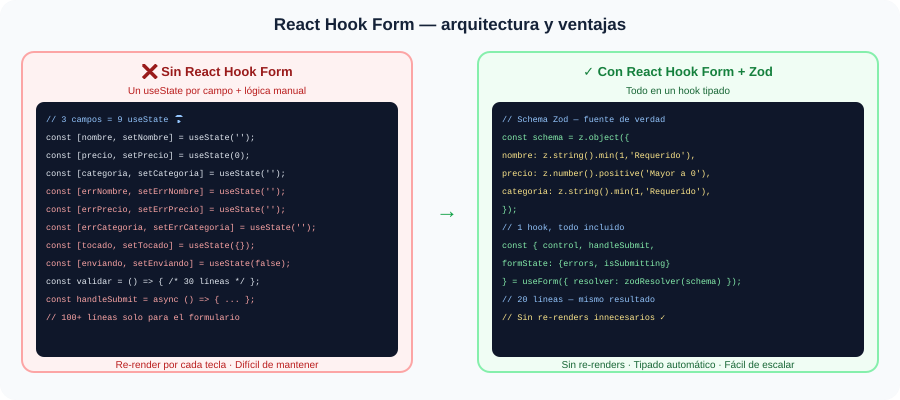 React Hook Form — arquitectura y ventajas
❌ Sin React Hook Form
Un useState por campo + lógica manual
// 3 campos = 9 useState
const [nombre, setNombre] = useState('');
const [precio, setPrecio] = useState(0);
const [categoria, setCategoria] = useState('');
const [errNombre, setErrNombre] = useState('');
const [errPrecio, setErrPrecio] = useState('');
const [errCategoria, setErrCategoria] = useState('');
const [tocado, setTocado] = useState({});
const [enviando, setEnviando] = useState(false);
const validar = () => { /* 30 líneas */ };
const handleSubmit = async () => { ... };
// 100+ líneas solo para el formulario
Re-render por cada tecla · Difícil de mantener
→
✓ Con React Hook Form + Zod
Todo en un hook tipado
// Schema Zod — fuente de verdad
const schema = z.object({
nombre: z.string().min(1,'Requerido'),
precio: z.number().positive('Mayor a 0'),
categoria: z.string().min(1,'Requerido'),
});
// 1 hook, todo incluido
const { control, handleSubmit,
formState: {errors, isSubmitting}
} = useForm({ resolver: zodResolver(schema) });
// 20 líneas — mismo resultado
// Sin re-renders innecesarios ✓
Sin re-renders · Tipado automático · Fácil de escalar